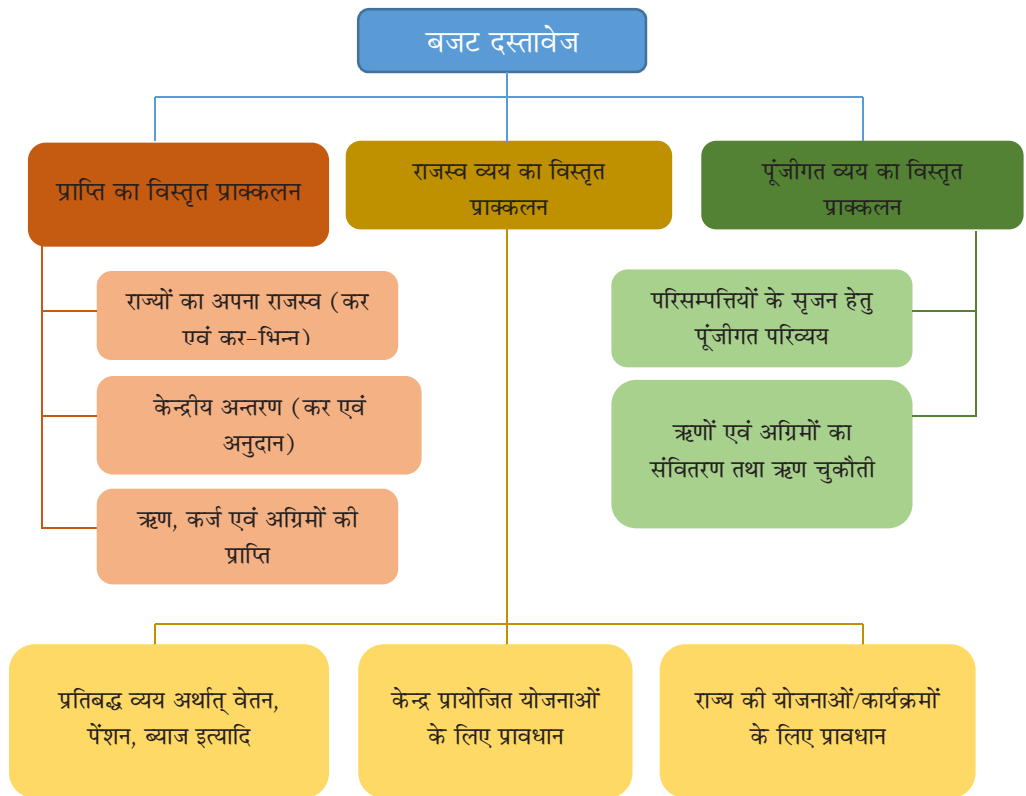 बजट दस्तावेज
प्राप्ति का विस्तृत प्राक्कलन
राजस्व व्यय का विस्तृत
प्राक्कलन
पूंजीगत व्यय का विस्तृत
प्राक्कलन
राज्यों का अपना राजस्व (कर
एवं कर-भिन्न)
केन्द्रीय अन्तरण (कर एवं
अनुदान)
ऋण, कर्ज एवं अग्रिमों की
प्राप्ति
परिसम्पत्तियों के सृजन हेतु
पूंजीगत परिव्यय
ऋणों एवं अग्रिमों का
संवितरण तथा ऋण चुकौती
प्रतिबद्ध व्यय अर्थात् वेतन,
पेंशन, ब्याज इत्यादि
केन्द्र प्रायोजित योजनाओं
के लिए प्रावधान
राज्य की योजनाओं/कार्यक्रमों
के लिए प्रावधान